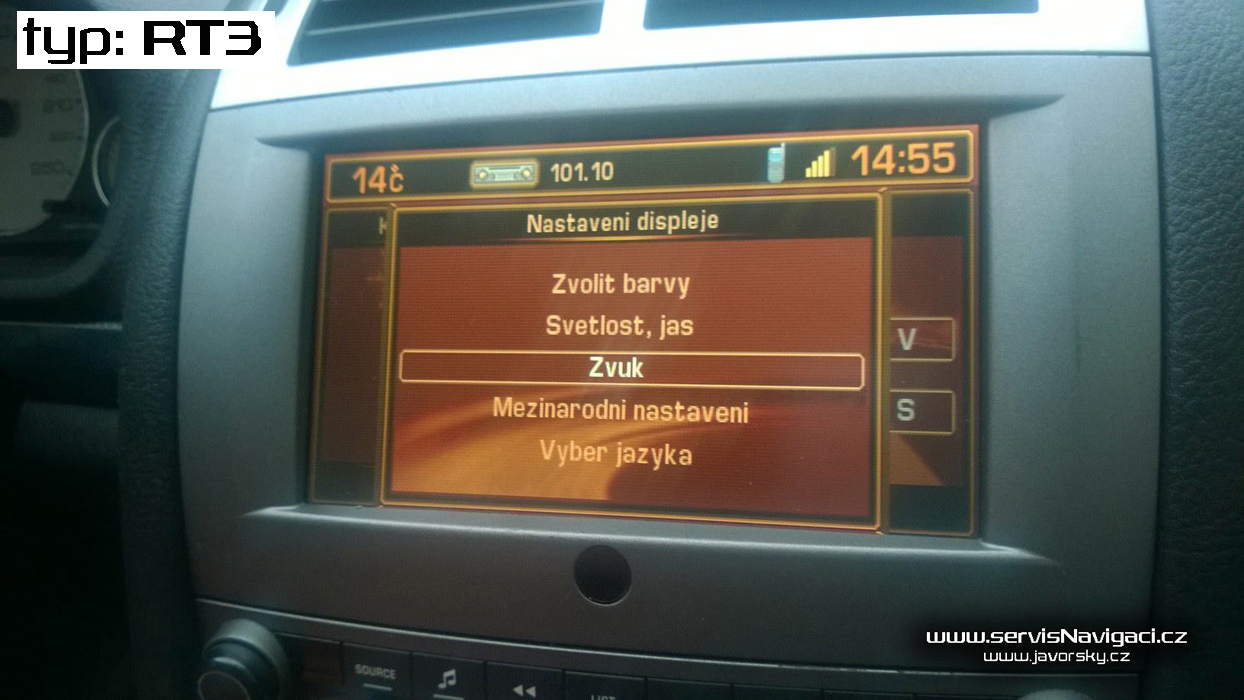 typ: RT3
14°c 101.10 14:55
Nastaveni displeje
Zvolit barvy
Svetlost, jas
Zvuk
Mezinarodni nastaveni
Vyber jazyka
V
S
www.servisNavigaci.cz
www.javorsky.cz
SOURCE
LIST